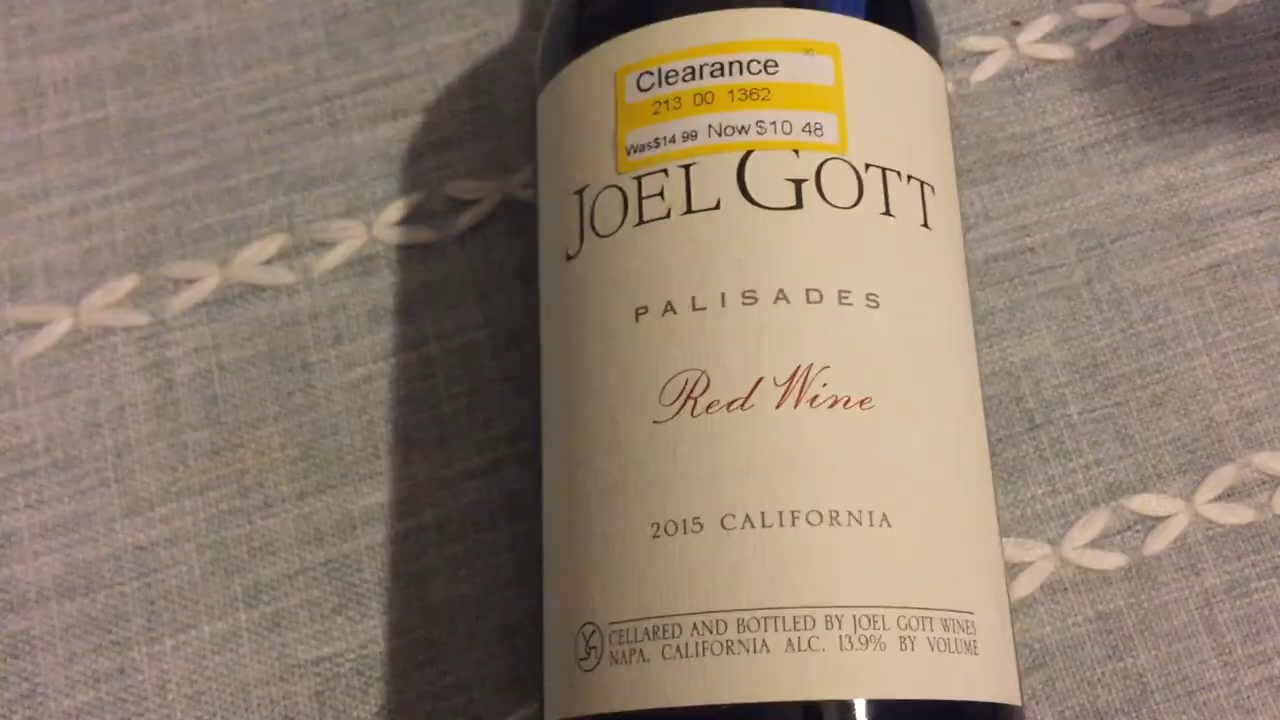 Clearance
213 00 1362
Was$14.99 Now$10 48
JOEL GOTT
PALISADES
Red Wine
2015 CALIFORNIA
CELLARED AND BOTTLED BY JOEL GOTT WINES
NAPA, CALIFORNIA ALC. 13.9% BY VOLUME